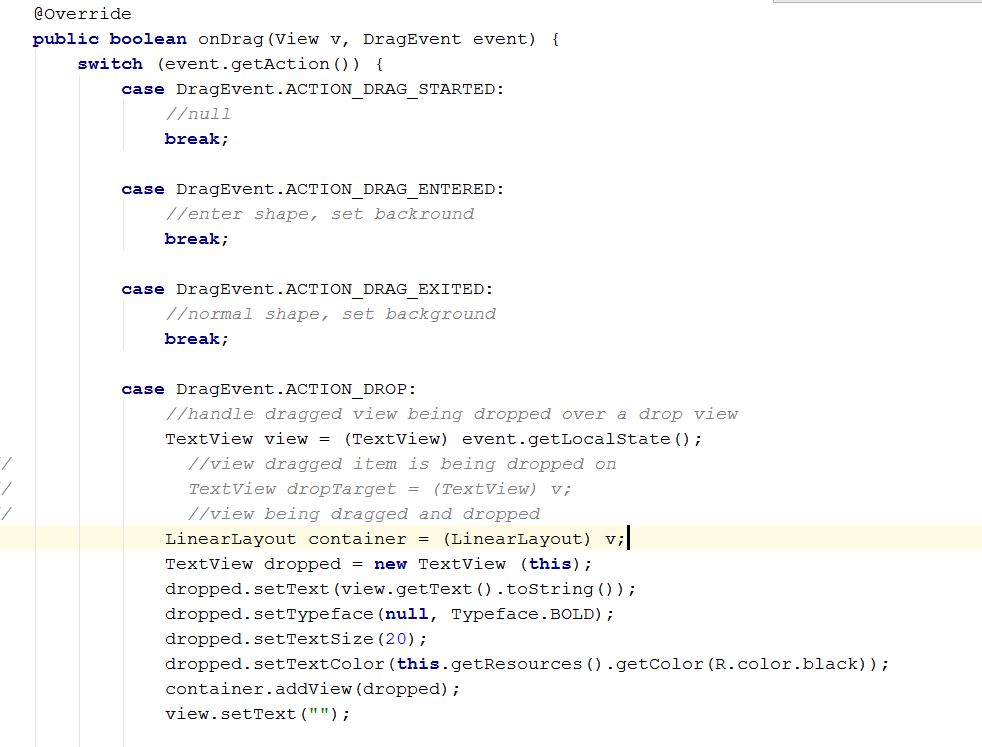 @Override
public boolean onDrag(View v, DragEvent event) {
    switch (event.getAction()) {
        case DragEvent.ACTION_DRAG_STARTED:
            //null
            break;
        case DragEvent.ACTION_DRAG_ENTERED:
            //enter shape, set backround
            break;
        case DragEvent.ACTION_DRAG_EXITED:
            //normal shape, set background
            break;
        case DragEvent.ACTION_DROP:
            //handle dragged view being dropped over a drop view
            TextView view = (TextView) event.getLocalState();
/              //view dragged item is being dropped on
/              TextView dropTarget = (TextView) v;
/              //view being dragged and dropped
            LinearLayout container = (LinearLayout) v;
            TextView dropped = new TextView (this);
            dropped.setText(view.getText().toString());
            dropped.setTypeface(null, Typeface.BOLD);
            dropped.setTextSize(20);
            dropped.setTextColor(this.getResources().getColor(R.color.black));
            container.addView(dropped);
            view.setText("");